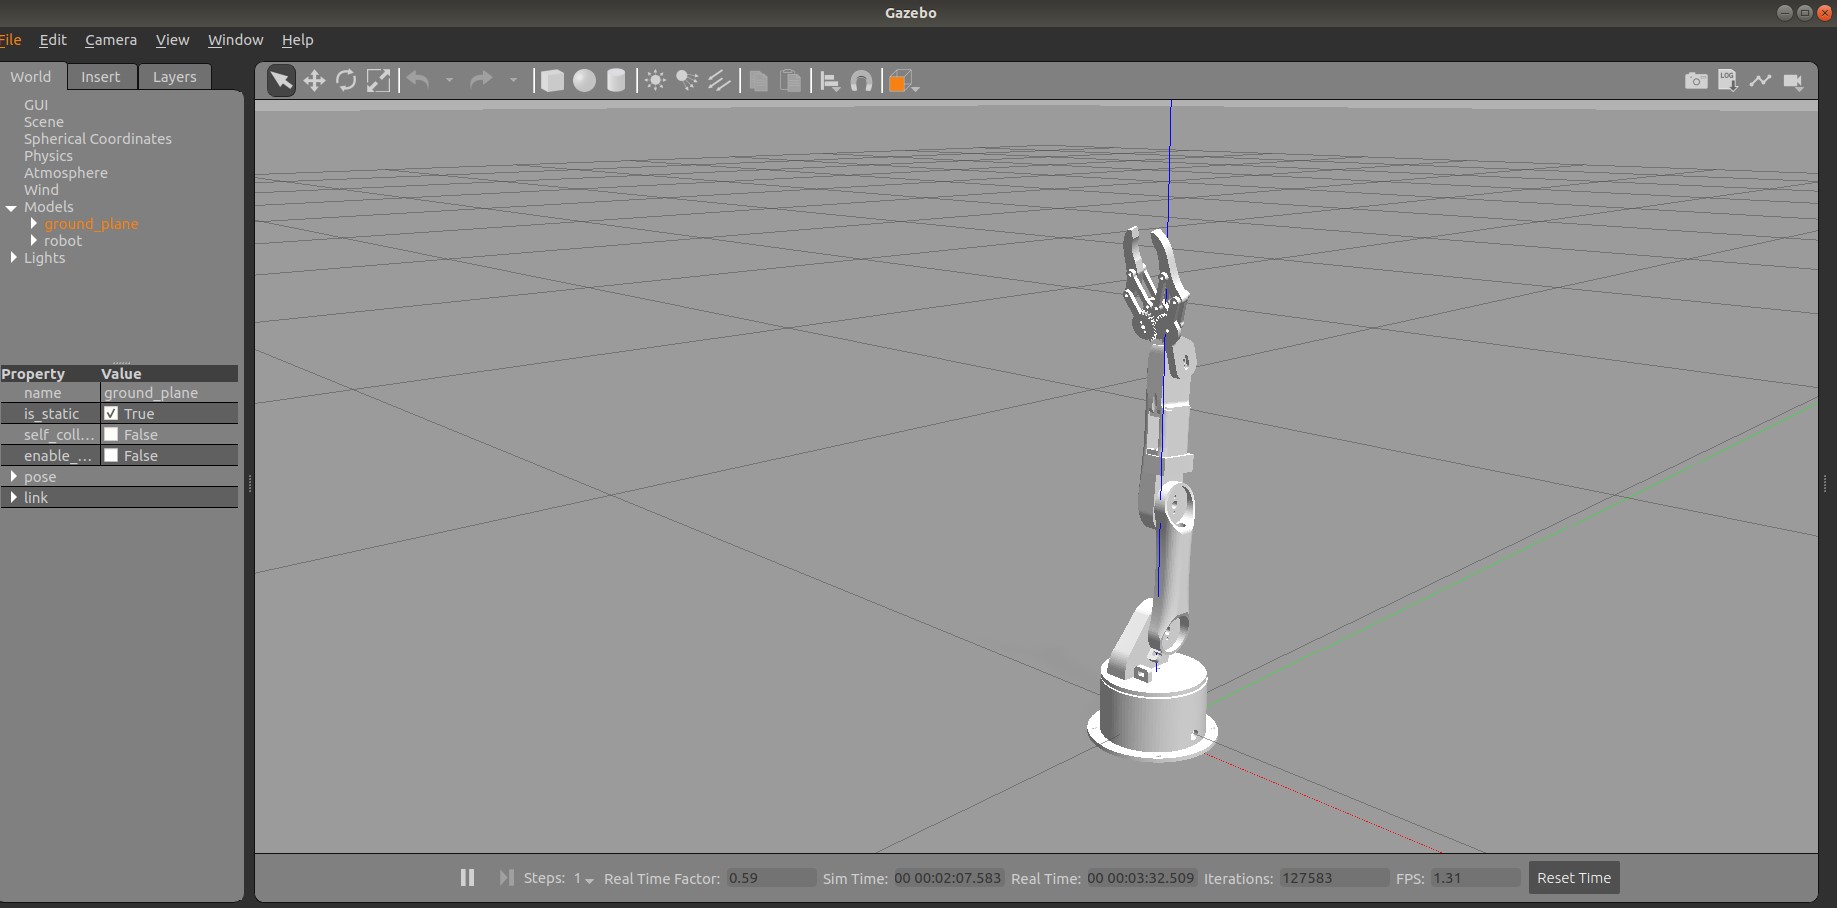 Gazebo
File Edit Camera View Window Help
World Insert Layers
GUI
Scene
Spherical Coordinates
Physics
Atmosphere
Wind
Models
ground_plane
robot
Lights
LOG
Property Value
name ground_plane
is_static True
self_coll... False
enable_... False
pose
link
Steps: 1 Real Time Factor: 0.59 Sim Time: 00 00:02:07.583 Real Time: 00 00:03:32.509 Iterations: 127583 FPS: 1.31 Reset Time